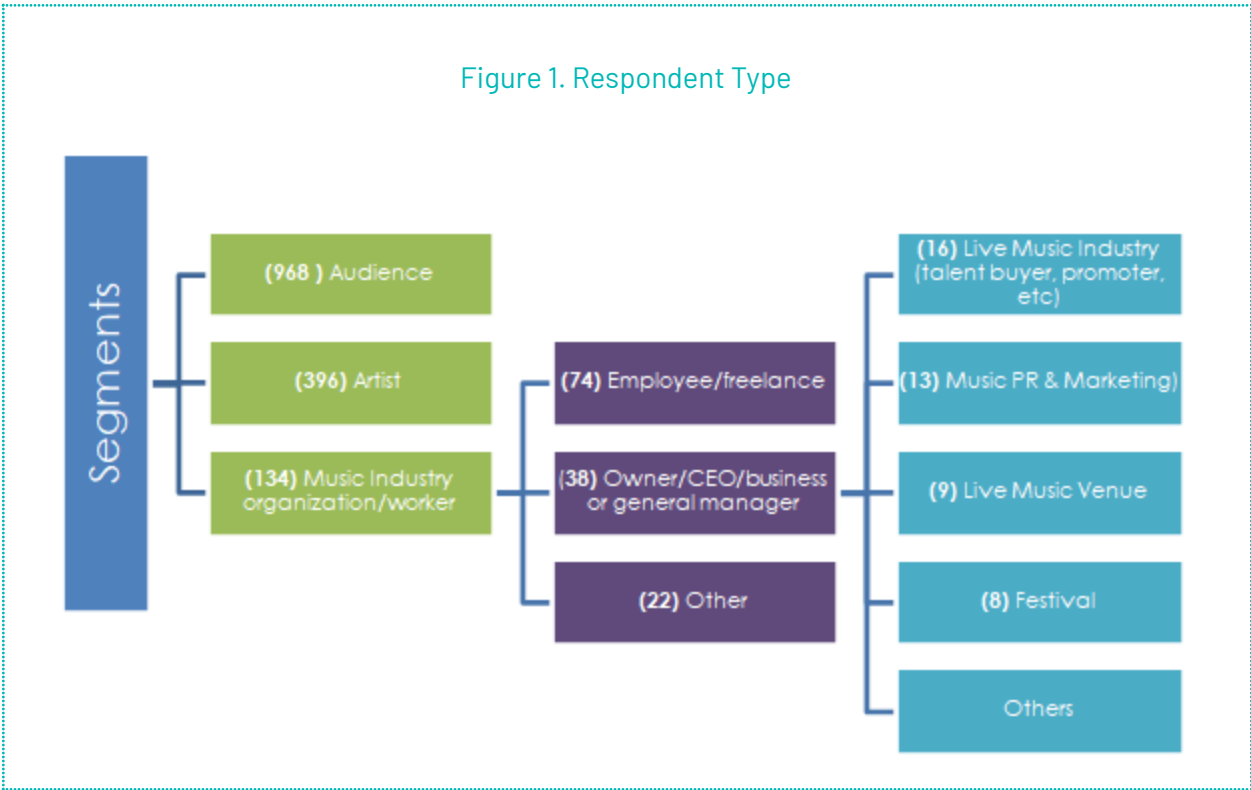 Figure 1. Respondent Type
Segments
(968 ) Audience
(396) Artist
(134) Music Industry
organization/worker
(74) Employee/freelance
(38) Owner/CEO/business
or general manager
(22) Other
(16) Live Music Industry
(talent buyer, promoter,
etc)
(13) Music PR & Marketing)
(9) Live Music Venue
(8) Festival
Others